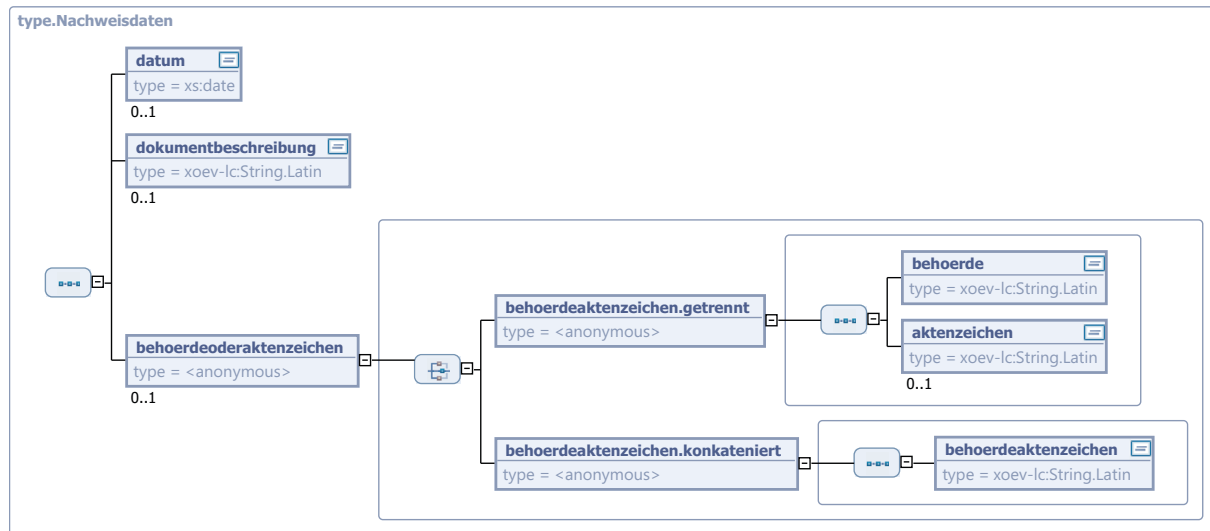 type.Nachweisdaten
datum
type = xs:date
0..1
dokumentbeschreibung
type = xoev-lc:String.Latin
0..1
behoerdeoderaktenzeichen
type = <anonymous>
0..1
behoerdeaktenzeichen.getrennt
type = <anonymous>
behoerde
type = xoev-lc:String.Latin
aktenzeichen
type = xoev-lc:String.Latin
0..1
behoerdeaktenzeichen.konkateniert
type = <anonymous>
behoerdeaktenzeichen
type = xoev-lc:String.Latin